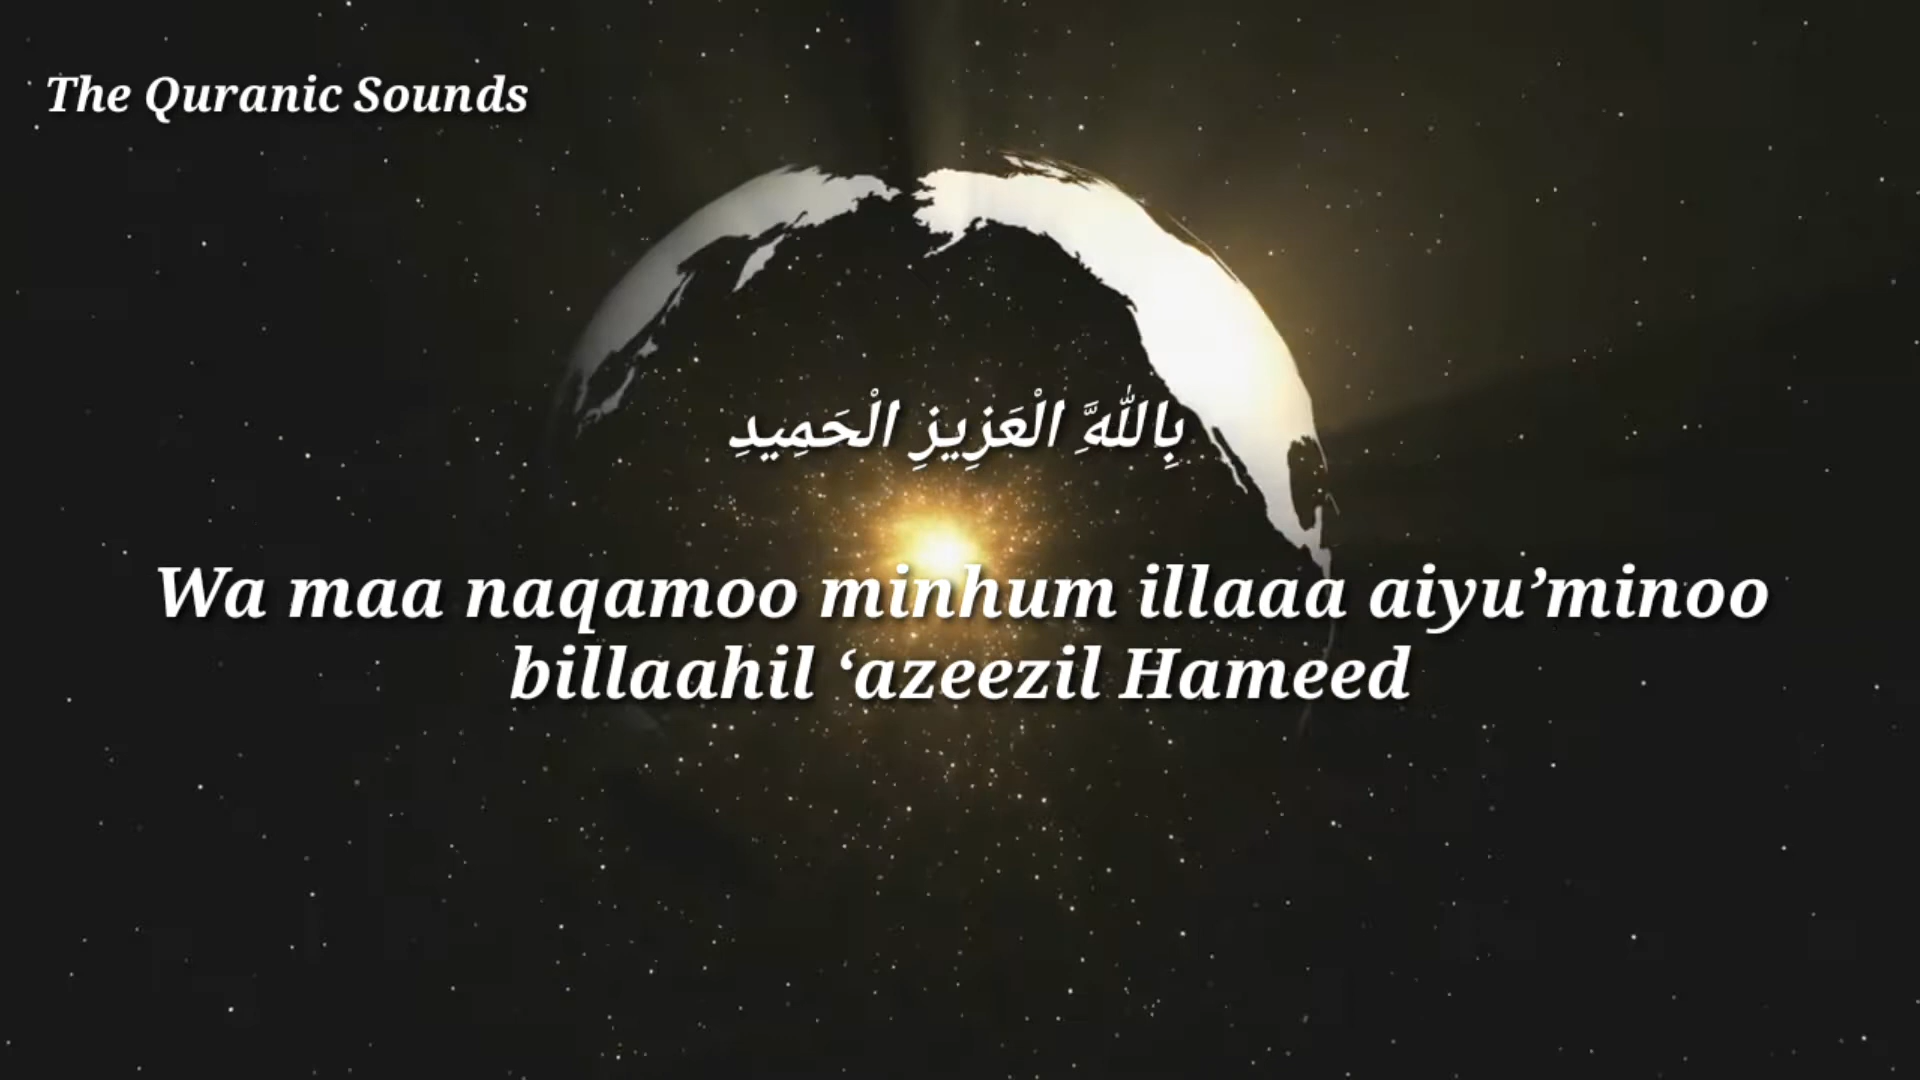 The Quranic Sounds
بِاللَّهِ الْعَزِيزِ الْحَمِيدِ
Wa maa naqamoo minhum illaaa aiyu’minoo
billaahil ‘azeezil Hameed